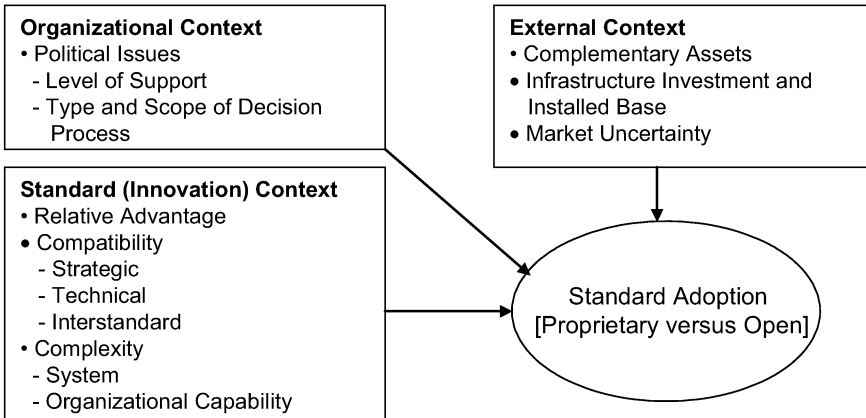 Organizational Context
• Political Issues
- Level of Support
- Type and Scope of Decision
Process
External Context
• Complementary Assets
• Infrastructure Investment and
Installed Base
• Market Uncertainty
Standard (Innovation) Context
• Relative Advantage
• Compatibility
- Strategic
- Technical
- Interstandard
• Complexity
- System
- Organizational Capability
Standard Adoption
[Proprietary versus Open]